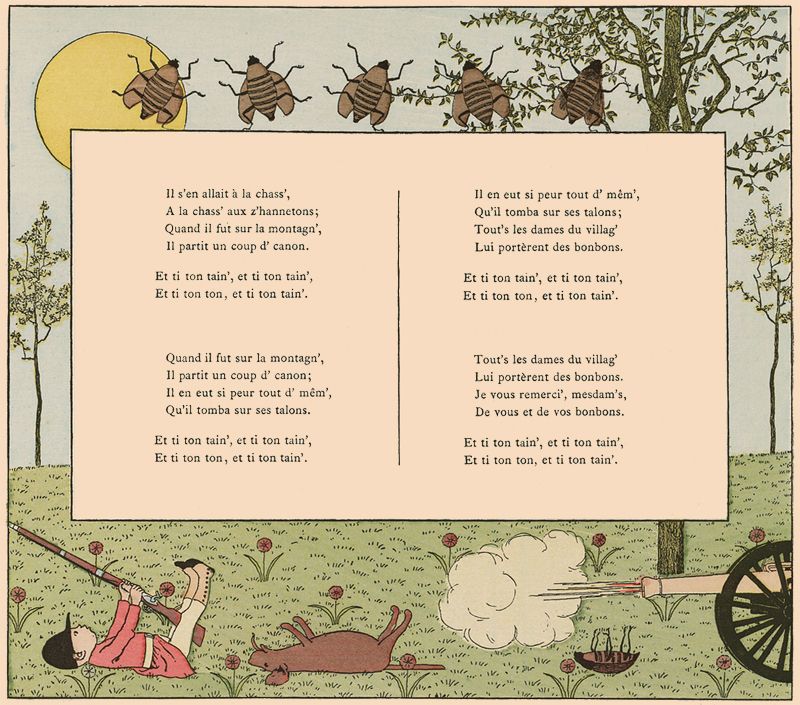 Il s'en allait à la chass',
A la chass' aux z'hannetons;
Quand il fut sur la montagn',
Il partit un coup d' canon.
Et ti ton tain', et ti ton tain',
Et ti ton ton, et ti ton tain'.
Quand il fut sur la montagn',
Il partit un coup d' canon;
Il en eut si peur tout d' mêm',
Qu'il tomba sur ses talons.
Et ti ton tain', et ti ton tain',
Et ti ton ton, et ti ton tain'.
Il en eut si peur tout d' mêm',
Qu'il tomba sur ses talons;
Tout's les dames du villag'
Lui portèrent des bonbons.
Et ti ton tain', et ti ton tain',
Et ti ton ton, et ti ton tain'.
Tout's les dames du villag'
Lui portèrent des bonbons.
Je vous remerci', mesdam's,
De vous et de vos bonbons.
Et ti ton tain', et ti ton tain',
Et ti ton ton, et ti ton tain'.